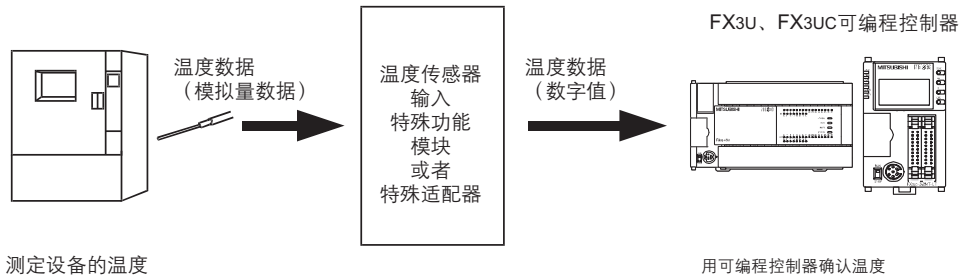 FX3U、FX3UC可编程控制器
温度数据
（模拟量数据）
温度传感器
输入
特殊功能
模块
或者
特殊适配器
温度数据
（数字值）
MITSUBISHI
MITSUBISHI
测定设备的温度
用可编程控制器确认温度